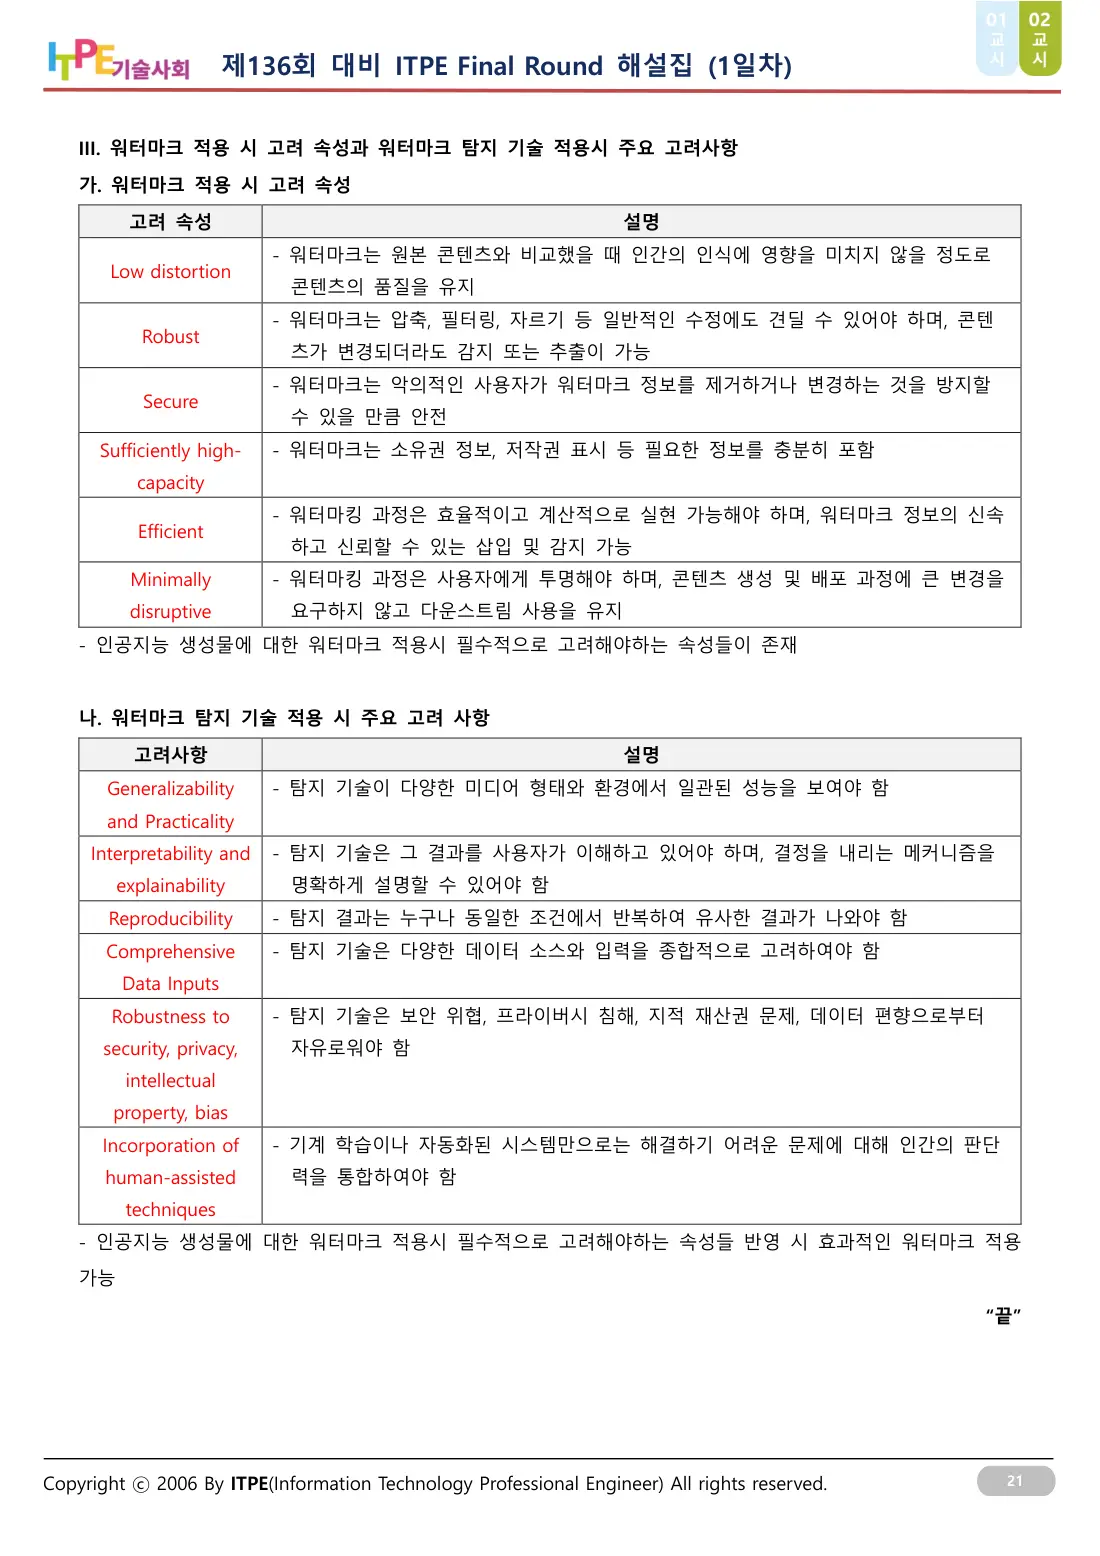 ITPE기술사회
제136회 대비 ITPE Final Round 해설집 (1일차)
01
교
시
02
교
시
III. 워터마크 적용 시 고려 속성과 워터마크 탐지 기술 적용시 주요 고려사항
가. 워터마크 적용 시 고려 속성
고려 속성
설명
Low distortion
- 워터마크는 원본 콘텐츠와 비교했을 때 인간의 인식에 영향을 미치지 않을 정도로
콘텐츠의 품질을 유지
Robust
- 워터마크는 압축, 필터링, 자르기 등 일반적인 수정에도 견딜 수 있어야 하며, 콘텐
츠가 변경되더라도 감지 또는 추출이 가능
Secure
- 워터마크는 악의적인 사용자가 워터마크 정보를 제거하거나 변경하는 것을 방지할
수 있을 만큼 안전
Sufficiently high-
capacity
- 워터마크는 소유권 정보, 저작권 표시 등 필요한 정보를 충분히 포함
Efficient
- 워터마킹 과정은 효율적이고 계산적으로 실현 가능해야 하며, 워터마크 정보의 신속
하고 신뢰할 수 있는 삽입 및 감지 가능
Minimally
disruptive
- 워터마킹 과정은 사용자에게 투명해야 하며, 콘텐츠 생성 및 배포 과정에 큰 변경을
요구하지 않고 다운스트림 사용을 유지
- 인공지능 생성물에 대한 워터마크 적용시 필수적으로 고려해야하는 속성들이 존재
나. 워터마크 탐지 기술 적용 시 주요 고려 사항
고려사항
설명
Generalizability
and Practicality
- 탐지 기술이 다양한 미디어 형태와 환경에서 일관된 성능을 보여야 함
Interpretability and
explainability
- 탐지 기술은 그 결과를 사용자가 이해하고 있어야 하며, 결정을 내리는 메커니즘을
명확하게 설명할 수 있어야 함
Reproducibility
- 탐지 결과는 누구나 동일한 조건에서 반복하여 유사한 결과가 나와야 함
Comprehensive
Data Inputs
- 탐지 기술은 다양한 데이터 소스와 입력을 종합적으로 고려하여야 함
Robustness to
security, privacy,
intellectual
property, bias
- 탐지 기술은 보안 위협, 프라이버시 침해, 지적 재산권 문제, 데이터 편향으로부터
자유로워야 함
Incorporation of
human-assisted
techniques
- 기계 학습이나 자동화된 시스템만으로는 해결하기 어려운 문제에 대해 인간의 판단
력을 통합하여야 함
- 인공지능 생성물에 대한 워터마크 적용시 필수적으로 고려해야하는 속성들 반영 시 효과적인 워터마크 적용
가능
“끝”
Copyright ⓒ 2006 By ITPE(Information Technology Professional Engineer) All rights reserved.
21